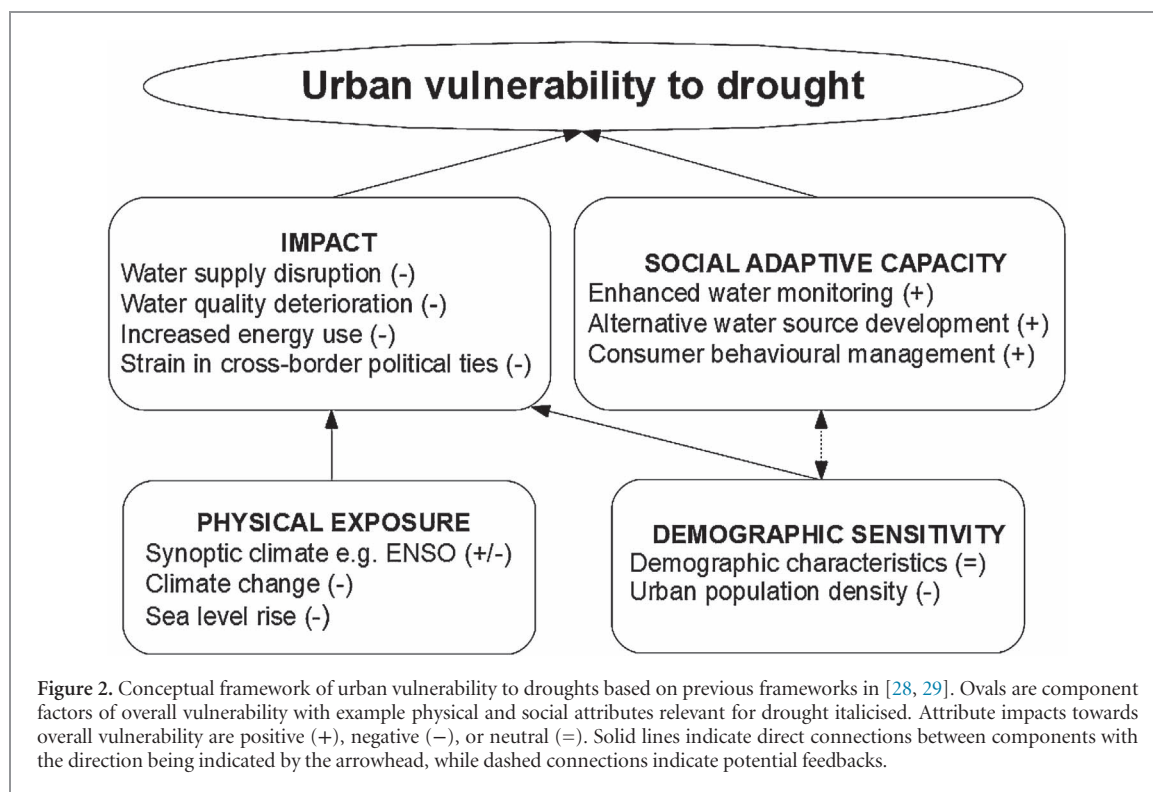 Urban vulnerability to drought
IMPACT
Water supply disruption (-)
Water quality deterioration (-)
Increased energy use (-)
Strain in cross-border political ties (-)
SOCIAL ADAPTIVE CAPACITY
Enhanced water monitoring (+)
Alternative water source development (+)
Consumer behavioural management (+)
PHYSICAL EXPOSURE
Synoptic climate e.g. ENSO (+/-)
Climate change (-)
Sea level rise (-)
DEMOGRAPHIC SENSITIVITY
Demographic characteristics (=)
Urban population density (-)
Figure 2. Conceptual framework of urban vulnerability to droughts based on previous frameworks in [28, 29]. Ovals are component
factors of overall vulnerability with example physical and social attributes relevant for drought italicised. Attribute impacts towards
overall vulnerability are positive (+), negative (−), or neutral (=). Solid lines indicate direct connections between components with
the direction being indicated by the arrowhead, while dashed connections indicate potential feedbacks.